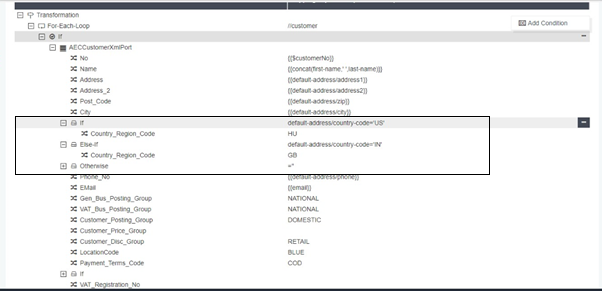 Transformation
For-Each-Loop //customer
Add Condition
If
AECCustomerXmlPort
No {{$customerNo}}
Name {{concat(first-name,' ',last-name)}}
Address {{default-address/address1}}
Address_2 {{default-address/address2}}
Post_Code {{default-address/zip}}
City {{default-address/city}}
If default-address/country-code='US'
Country_Region_Code HU
Else-if default-address/country-code='IN'
Country_Region_Code GB
Otherwise =''
Phone_No {{default-address/phone}}
EMail {{email}}
Gen_Bus_Posting_Group NATIONAL
VAT_Bus_Posting_Group NATIONAL
Customer_Posting_Group DOMESTIC
Customer_Price_Group
Customer_Disc_Group RETAIL
LocationCode BLUE
Payment_Terms_Code COD
If
VAT_Registration_No